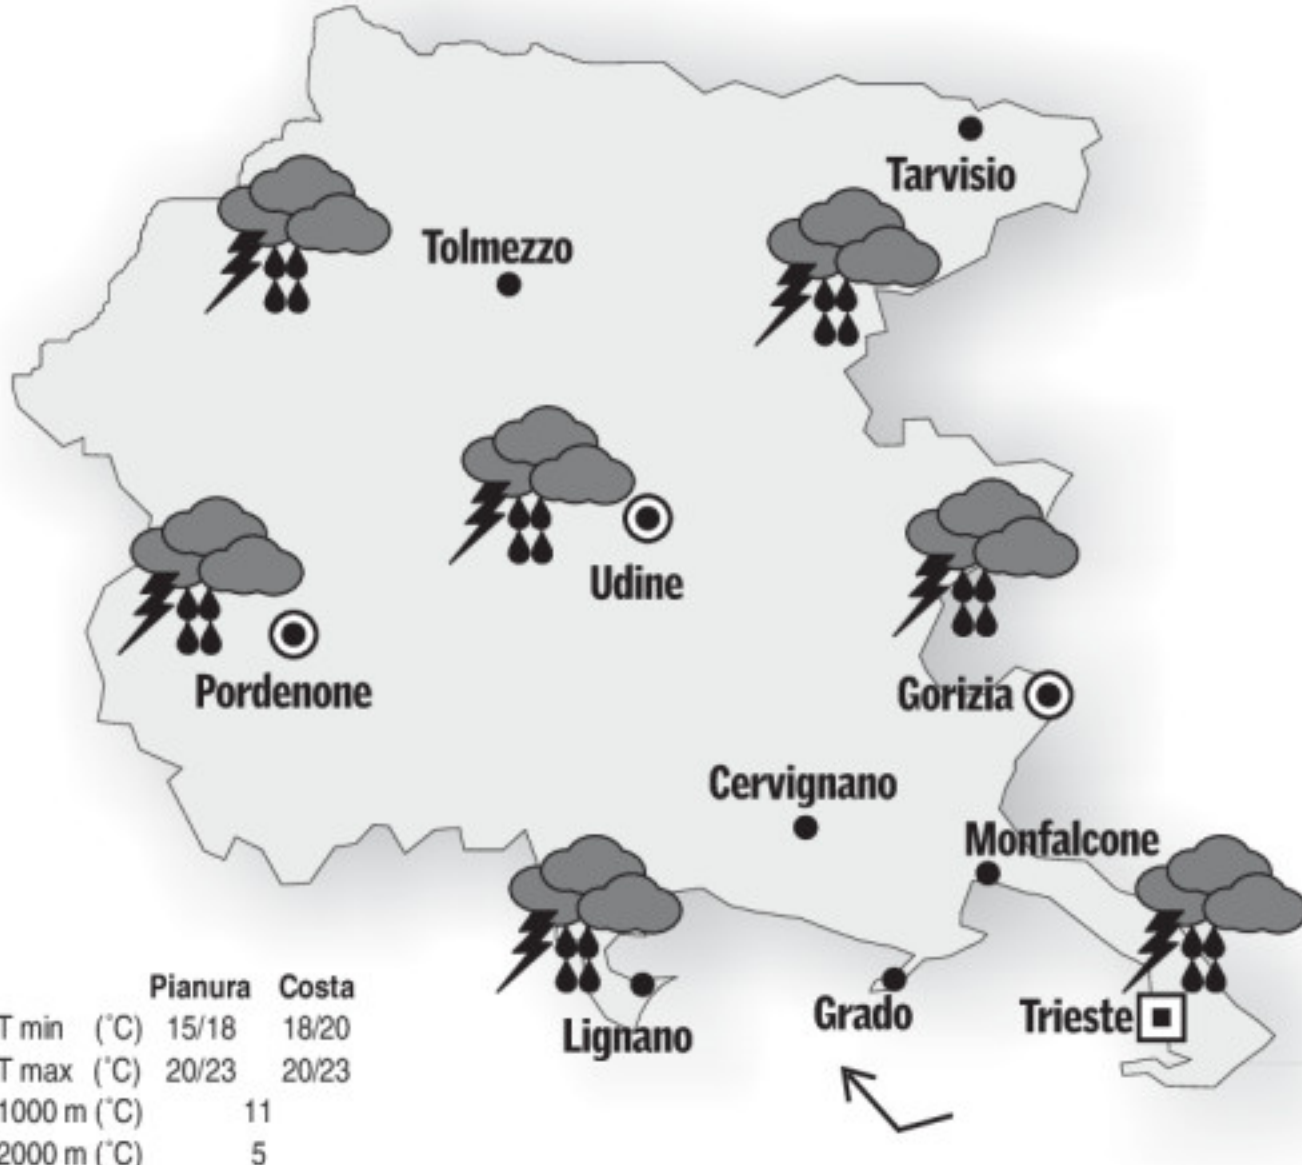 Tarvisio
Tolmezzo
Udine
Pordenone
Gorizia
Cervignano
Monfalcone
Grado
Trieste
Lignano
Pianura Costa
T min (°C) 15/18 18/20
T max (°C) 20/23 20/23
1000 m (°C) 11
2000 m (°C) 5